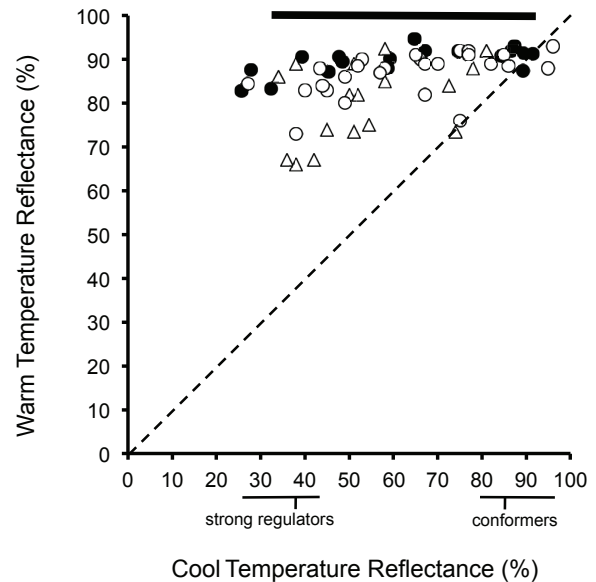 100
90
80
70
60
50
40
30
20
10
0
Warm Temperature Reflectance (%)
0 10 20 30 40 50 60 70 80 90 100
strong regulators conformers
Cool Temperature Reflectance (%)